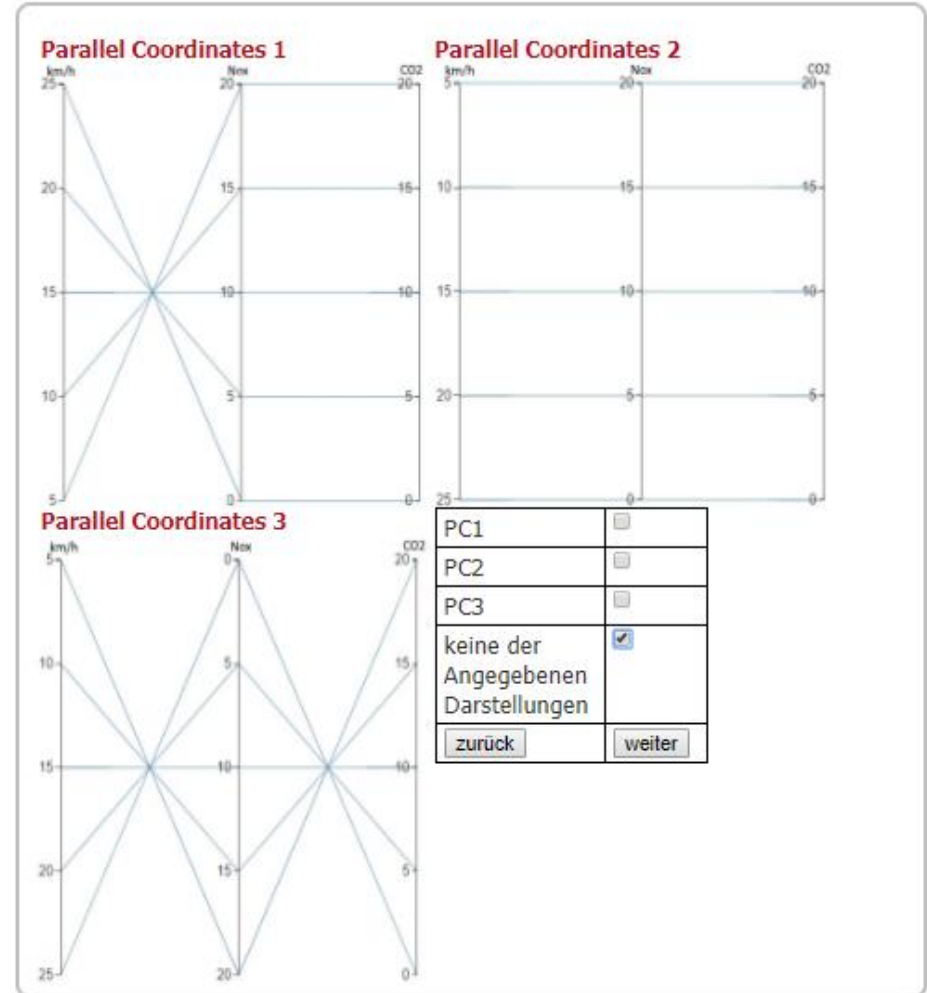 Parallel Coordinates 1
km/h Nox CO2
25 20 20
20 15 15
15 10 10
10 5 5
5 0 0
Parallel Coordinates 2
km/h Nox CO2
5 20 20
10 15 15
15 10 10
20 5 5
25 0 0
Parallel Coordinates 3
km/h Nox CO2
5 0 20
10 5 15
15 10 10
20 15 5
25 20 0
PC1
PC2
PC3
keine der
Angegebenen
Darstellungen
zurück weiter